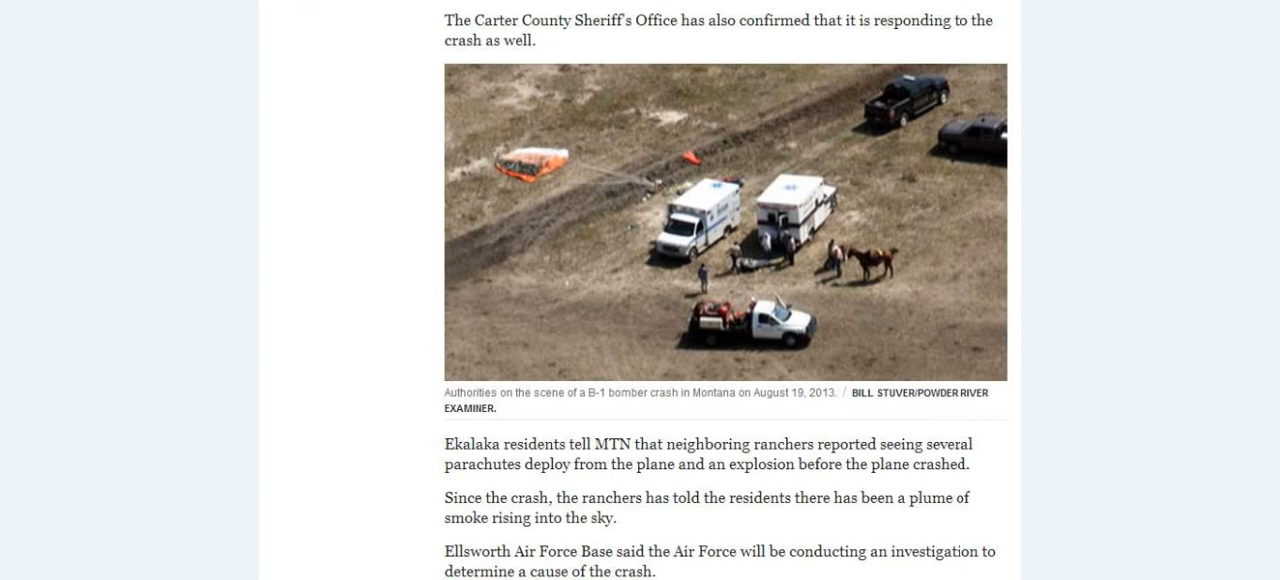 The Carter County Sheriff's Office has also confirmed that it is responding to the
crash as well.
Authorities on the scene of a B-1 bomber crash in Montana on August 19, 2013. / BILL STUVER/POWDER RIVER
EXAMINER.
Ekalaka residents tell MTN that neighboring ranchers reported seeing several
parachutes deploy from the plane and an explosion before the plane crashed.
Since the crash, the ranchers has told the residents there has been a plume of
smoke rising into the sky.
Ellsworth Air Force Base said the Air Force will be conducting an investigation to
determine a cause of the crash.